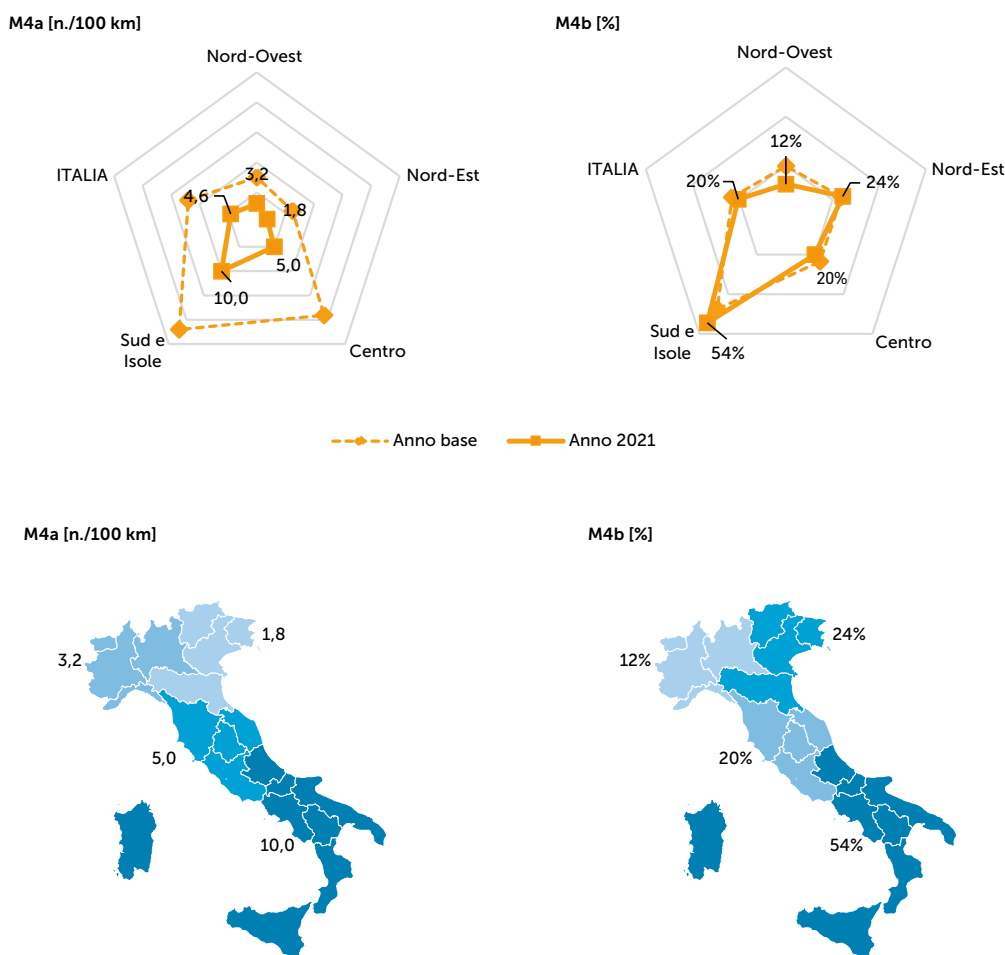 M4a [n./100 km]
M4b [%]
Nord-Ovest
Nord-Ovest
ITALIA
Nord-Est
3,2
4,6
1,8
5,0
10,0
Sud e
Isole
Centro
ITALIA
Nord-Est
12%
20%
24%
20%
Sud e
Isole
54%
Centro
Anno base
Anno 2021
M4a [n./100 km]
M4b [%]
1,8
3,2
5,0
10,0
24%
12%
20%
54%